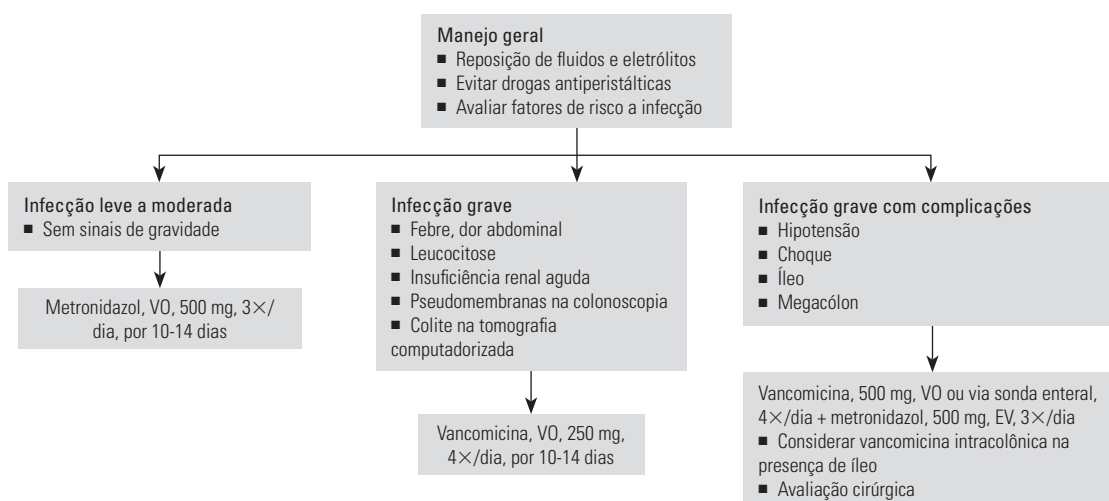 Manejo geral
■ Reposição de fluidos e eletrólitos
■ Evitar drogas antiperistálticas
■ Avaliar fatores de risco a infecção
Infecção leve a moderada
■ Sem sinais de gravidade
Metronidazol, VO, 500 mg, 3×/
dia, por 10-14 dias
Infecção grave
■ Febre, dor abdominal
■ Leucocitose
■ Insuficiência renal aguda
■ Pseudomembranas na colonoscopia
■ Colite na tomografia
computadorizada
Vancomicina, VO, 250 mg,
4×/dia, por 10-14 dias
Infecção grave com complicações
■ Hipotensão
■ Choque
■ Íleo
■ Megacólon
Vancomicina, 500 mg, VO ou via sonda enteral,
4×/dia + metronidazol, 500 mg, EV, 3×/dia
■ Considerar vancomicina intracolônica na
presença de íleo
■ Avaliação cirúrgica